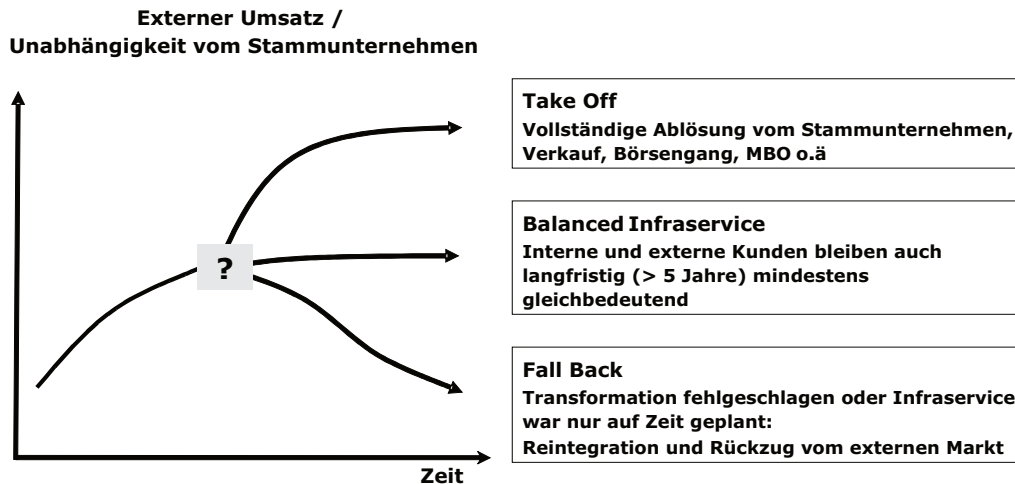 Externer Umsatz /
Unabhängigkeit vom Stammunternehmen
Take Off
Vollständige Ablösung vom Stammunternehmen,
Verkauf, Börsengang, MBO o.ä
Balanced Infraservice
Interne und externe Kunden bleiben auch
langfristig (> 5 Jahre) mindestens
gleichbedeutend
?
Fall Back
Transformation fehlgeschlagen oder Infraservice
war nur auf Zeit geplant:
Reintegration und Rückzug vom externen Markt
Zeit